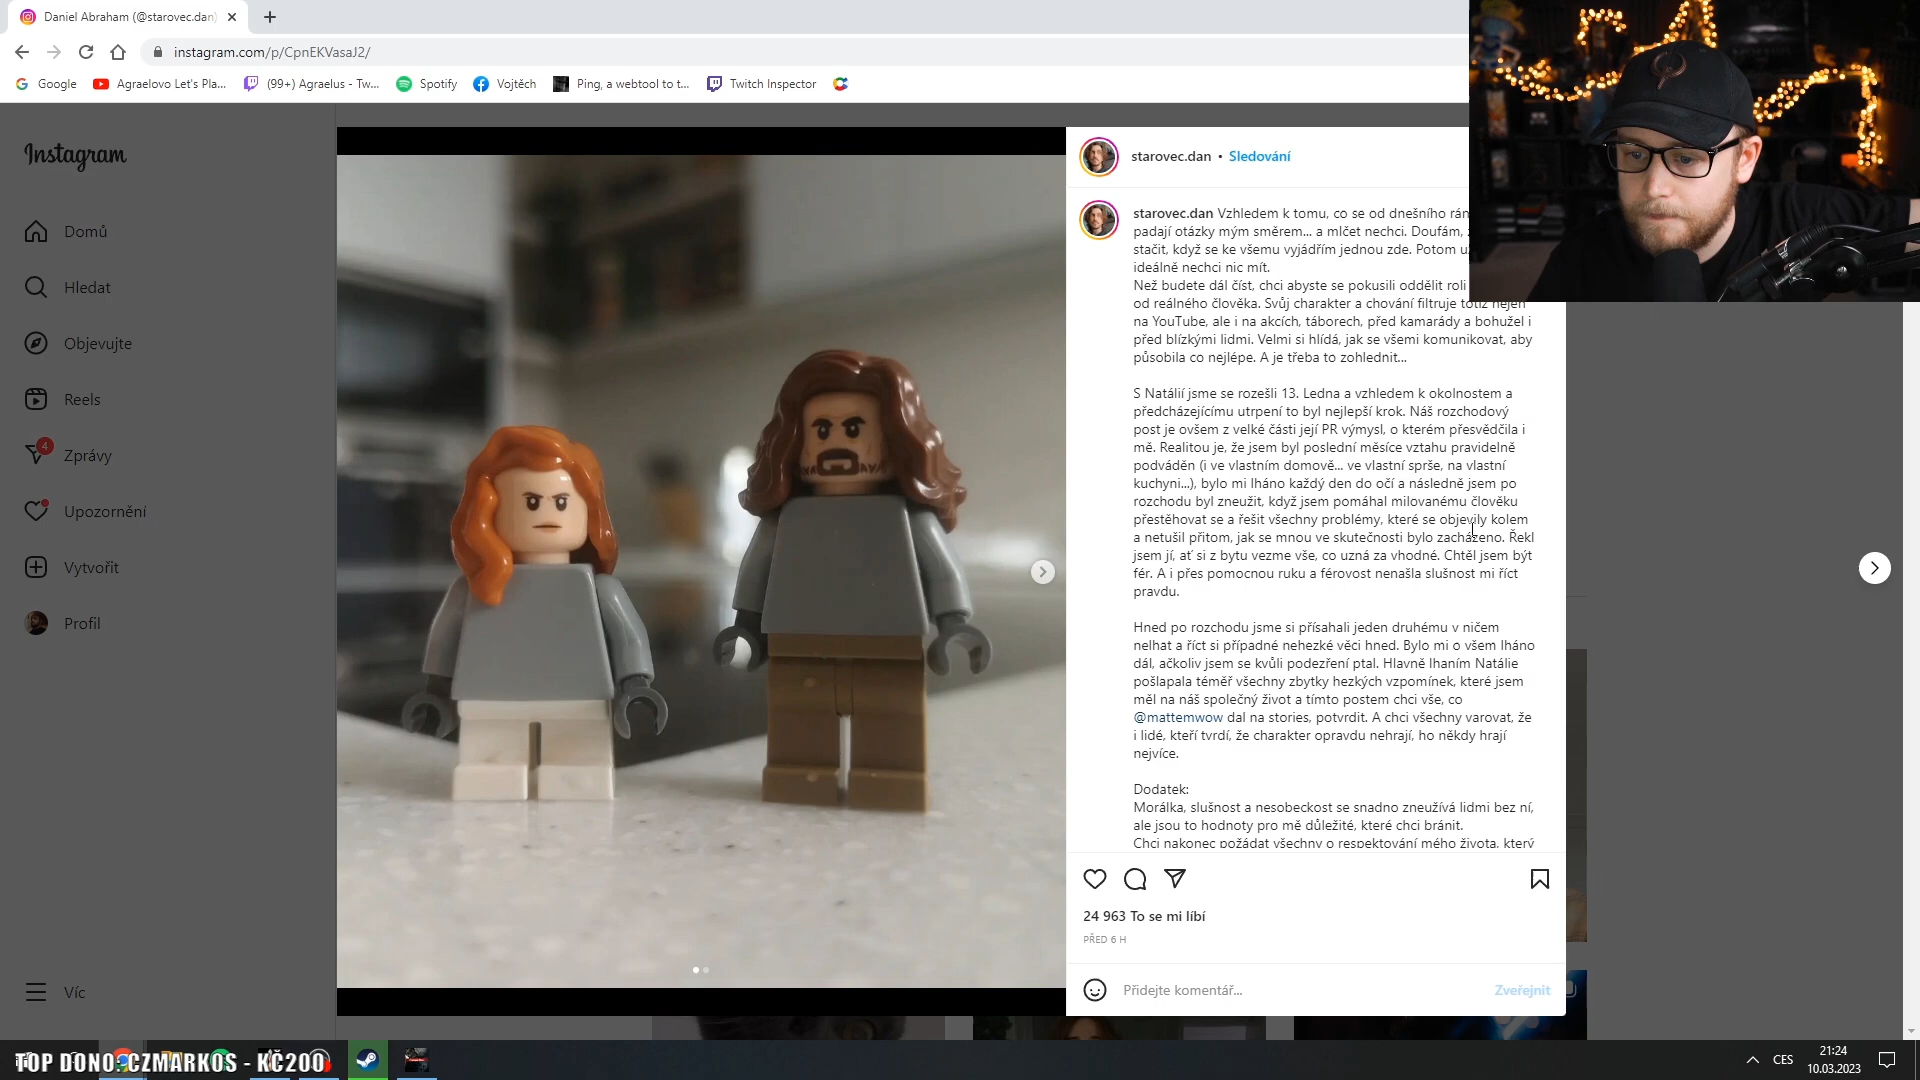 Daniel Abraham (@starovec.dan)
instagram.com/p/CpnEKVasaJ2/
Google
Agraelovo Let's Pla...
(99+) Agraelus - Tw...
Spotify
Vojtěch
Ping, a webtool to t...
Twitch Inspector
Instagram
Domů
Hledat
Objevujte
Reels
4
Zprávy
Upozornění
Vytvořit
Profil
Víc
starovec.dan • Sledování
starovec.dan Vzhledem k tomu, co se od dnešního
padají otázky mým směrem... a mlčet nechci. Doufám,
stačit, když se ke všemu vyjádřím jednou zde. Potom
ideálně nechci nic mít.
Než budete dál číst, chci abyste se pokusili oddělit roli
od reálného člověka. Svůj charakter a chování filtruje totiž nejen
na YouTube, ale i na akcích, táborech, před kamarády a bohužel i
před blízkými lidmi. Velmi si hlídá, jak se všemi komunikovat, aby
působila co nejlépe. A je třeba to zohlednit...
S Natálií jsme se rozešli 13. Ledna a vzhledem k okolnostem a
předcházejícímu utrpení to byl nejlepší krok. Náš rozchodový
post je ovšem z velké části její PR výmysl, o kterém přesvědčila i
mě. Realitou je, že jsem byl poslední měsíce vztahu pravidelně
podváděn (i ve vlastním domově... ve vlastní sprše, na vlastní
kuchyni...), bylo mi lháno každý den do očí a následně jsem po
rozchodu byl zneužit, když jsem pomáhal milovanému člověku
přestěhovat se a řešit všechny problémy, které se objevily kolem
a netušil přitom, jak se mnou ve skutečnosti bylo zacházeno. Řekl
jsem jí, ať si z bytu vezme vše, co uzná za vhodné. Chtěl jsem být
fér. A i přes pomocnou ruku a férovost nenašla slušnost mi říct
pravdu.
Hned po rozchodu jsme si přísahali jeden druhému v ničem
nelhat a říct si případné nehezké věci hned. Bylo mi o všem lháno
dál, ačkoliv jsem se kvůli podezření ptal. Hlavně lhaním Natálie
pošlapala téměř všechny zbytky hezkých vzpomínek, které jsem
měl na náš společný život a tímto postem chci vše, co
@mattemwow dal na stories, potvrdit. A chci všechny varovat, že
i lidé, kteří tvrdí, že charakter opravdu nehrají, ho někdy hrají
nejvíce.
Dodatek:
Morálka, slušnost a nesobeckost se snadno zneužívá lidmi bez ní,
ale jsou to hodnoty pro mě důležité, které chci bránit.
Chci nakonec požádat všechny o respektování mého života, který
24 963 To se mi líbí
PŘED 6 H
Přidejte komentář...
Zveřejnit
TOP DONO: CZMARKOS - KČ200
CES
21:24
10.03.2023